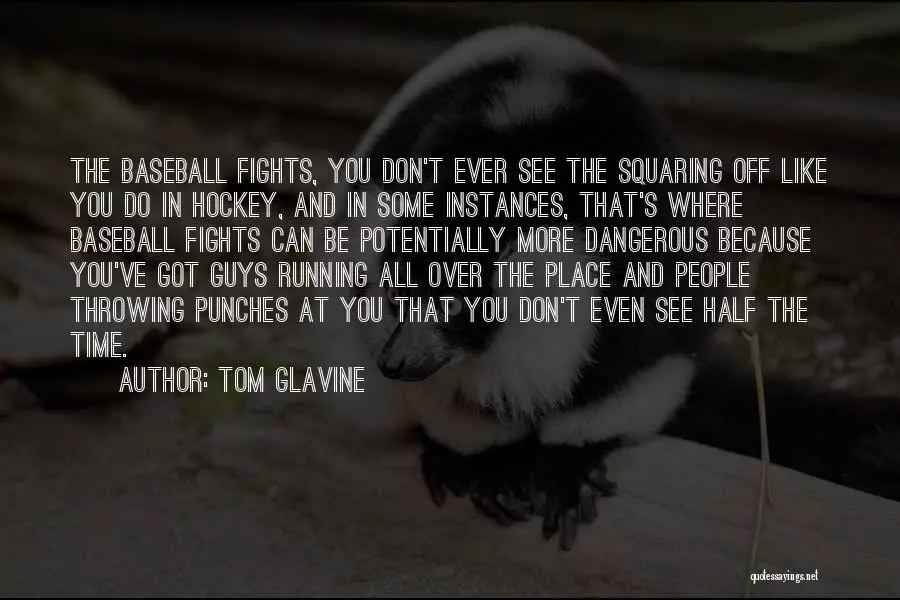 THE BASEBALL FIGHTS, YOU DON'T EVER SEE THE SQUARING OFF LIKE
YOU DO IN HOCKEY, AND IN SOME INSTANCES, THAT'S WHERE
BASEBALL FIGHTS CAN BE POTENTIALLY MORE DANGEROUS BECAUSE
YOU'VE GOT GUYS RUNNING ALL OVER THE PLACE AND PEOPLE
THROWING PUNCHES AT YOU THAT YOU DON'T EVEN SEE HALF THE
TIME.
AUTHOR: TOM GLAVINE
quotessayings.net